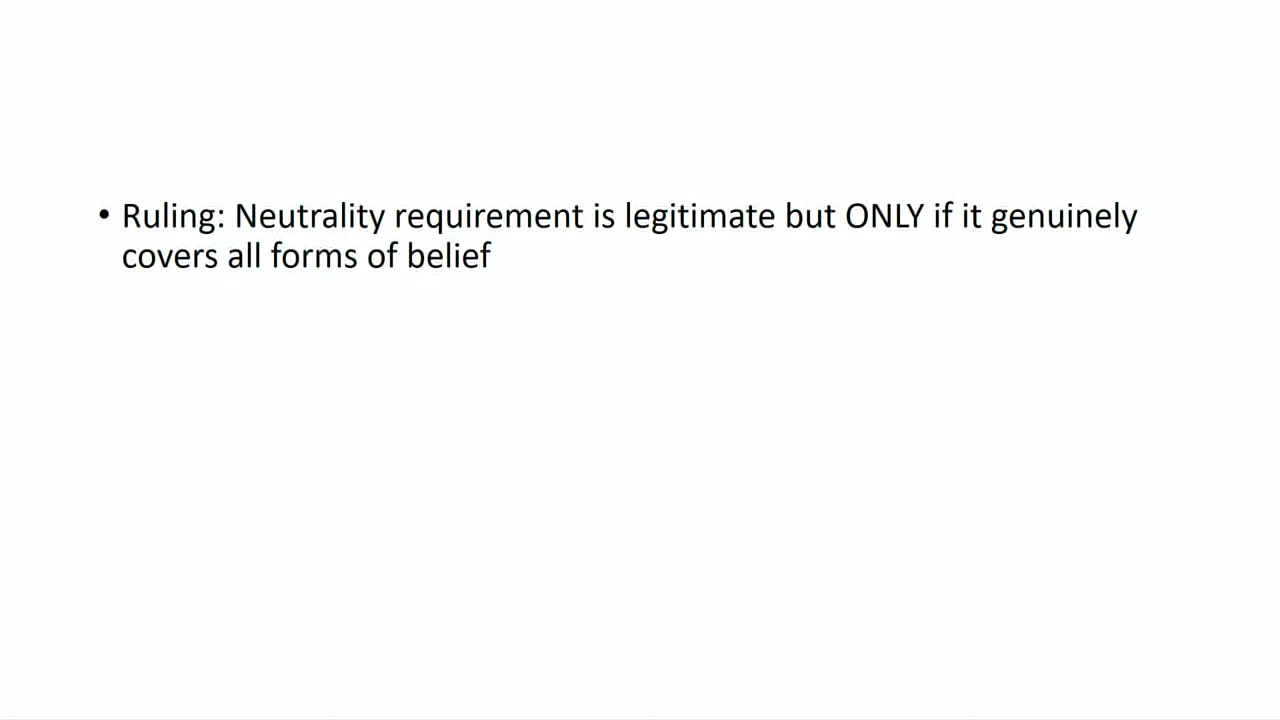 • Ruling: Neutrality requirement is legitimate but ONLY if it genuinely
covers all forms of belief